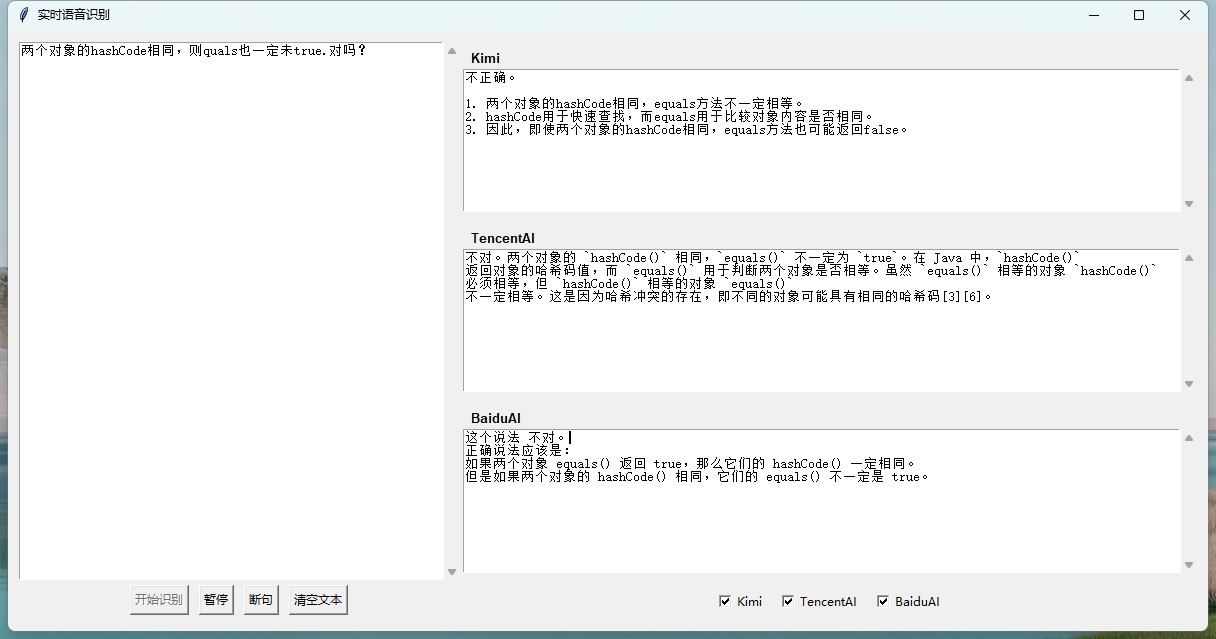 实时语音识别
两个对象的hashCode相同，则quals也一定未true.对吗？
Kimi
不正确。
1. 两个对象的hashCode相同，equals方法不一定相等。
2. hashCode用于快速查找，而equals用于比较对象内容是否相同。
3. 因此，即使两个对象的hashCode相同，equals方法也可能返回false。
TencentAI
不对。两个对象的 `hashCode()` 相同，`equals()` 不一定为 `true`。在 Java 中，`hashCode()`
返回对象的哈希码值，而 `equals()` 用于判断两个对象是否相等。虽然 `equals()` 相等的对象 `hashCode()`
必须相等，但 `hashCode()` 相等的对象 `equals()`
不一定相等。这是因为哈希冲突的存在，即不同的对象可能具有相同的哈希码[3][6]。
BaiduAI
这个说法 不对。
正确说法应该是：
如果两个对象 equals() 返回 true，那么它们的 hashCode() 一定相同。
但是如果两个对象的 hashCode() 相同，它们的 equals() 不一定是 true。
开始识别 暂停 断句 清空文本
Kimi TencentAI BaiduAI